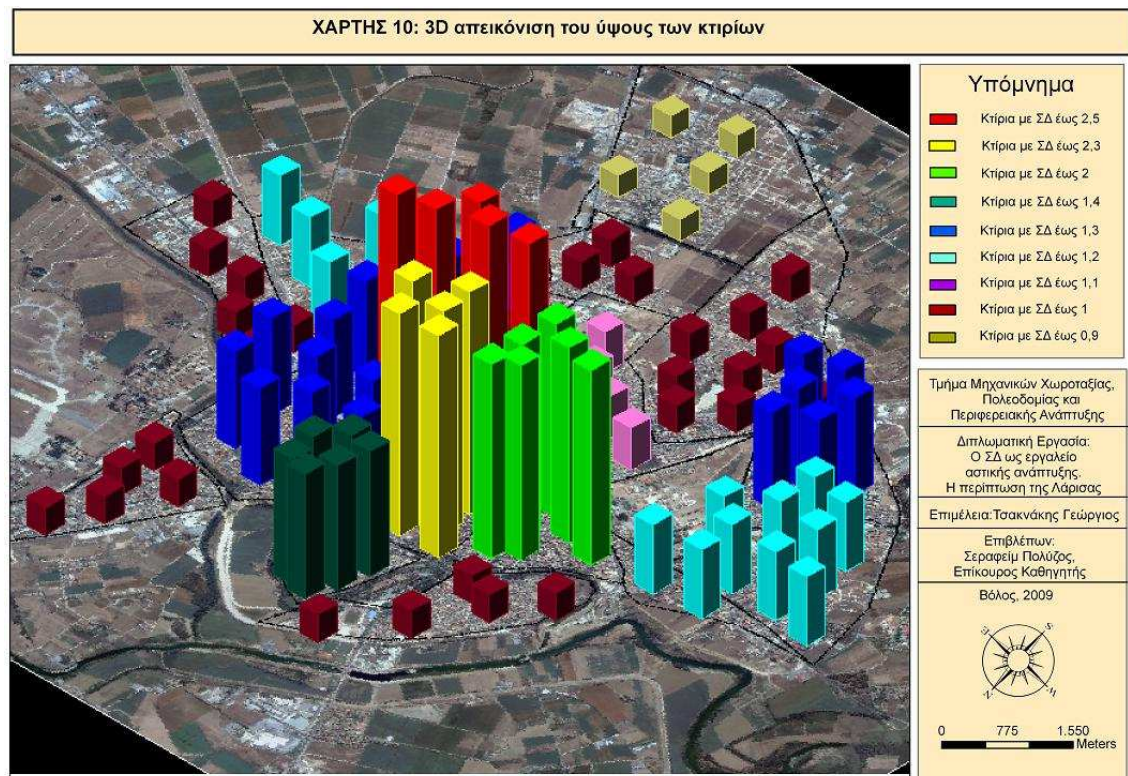 ΧΑΡΤΗΣ 10: 3D απεικόνιση του ύψους των κτιρίων
Υπόμνημα
Κτίρια με ΣΔ έως 2,5
Κτίρια με ΣΔ έως 2,3
Κτίρια με ΣΔ έως 2
Κτίρια με ΣΔ έως 1,4
Κτίρια με ΣΔ έως 1,3
Κτίρια με ΣΔ έως 1,2
Κτίρια με ΣΔ έως 1,1
Κτίρια με ΣΔ έως 1
Κτίρια με ΣΔ έως 0,9
Τμήμα Μηχανικών Χωροταξίας,
Πολεοδομίας και
Περιφερειακής Ανάπτυξης
Διπλωματική Εργασία:
Ο ΣΔ ως εργαλείο
αστικής ανάπτυξης.
Η περίπτωση της Λάρισας
Επιμέλεια:Τσακνάκης Γεώργιος
Επιβλέπων:
Σεραφείμ Πολύζος,
Επίκουρος Καθηγητής
Βόλος, 2009
E S
N W
0 775 1.550
Meters